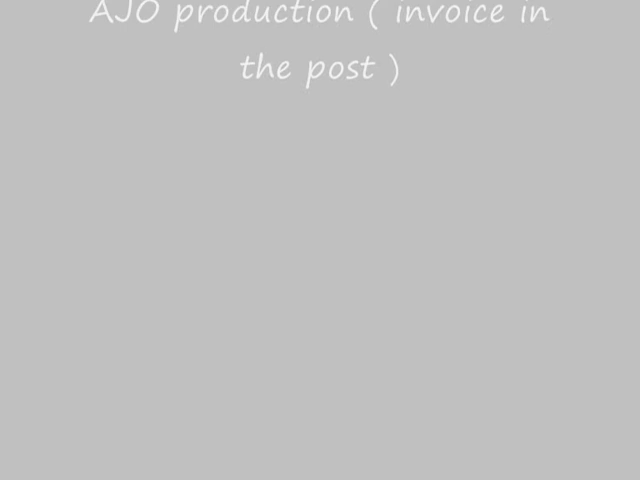 AJO production ( invoice in
the post )